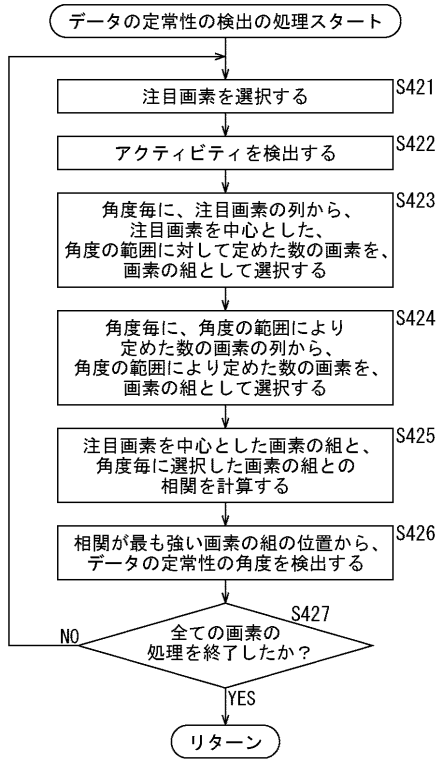 データの定常性の検出の処理スタート
注目画素を選択する
S421
アクティビティを検出する
S422
角度毎に、注目画素の列から、
注目画素を中心とした、
角度の範囲に対して定めた数の画素を、
画素の組として選択する
S423
角度毎に、角度の範囲により
定めた数の画素の列から、
角度の範囲により定めた数の画素を、
画素の組として選択する
S424
注目画素を中心とした画素の組と、
角度毎に選択した画素の組との
相関を計算する
S425
相関が最も強い画素の組の位置から、
データの定常性の角度を検出する
S426
全ての画素の
処理を終了したか?
S427
NO
YES
リターン